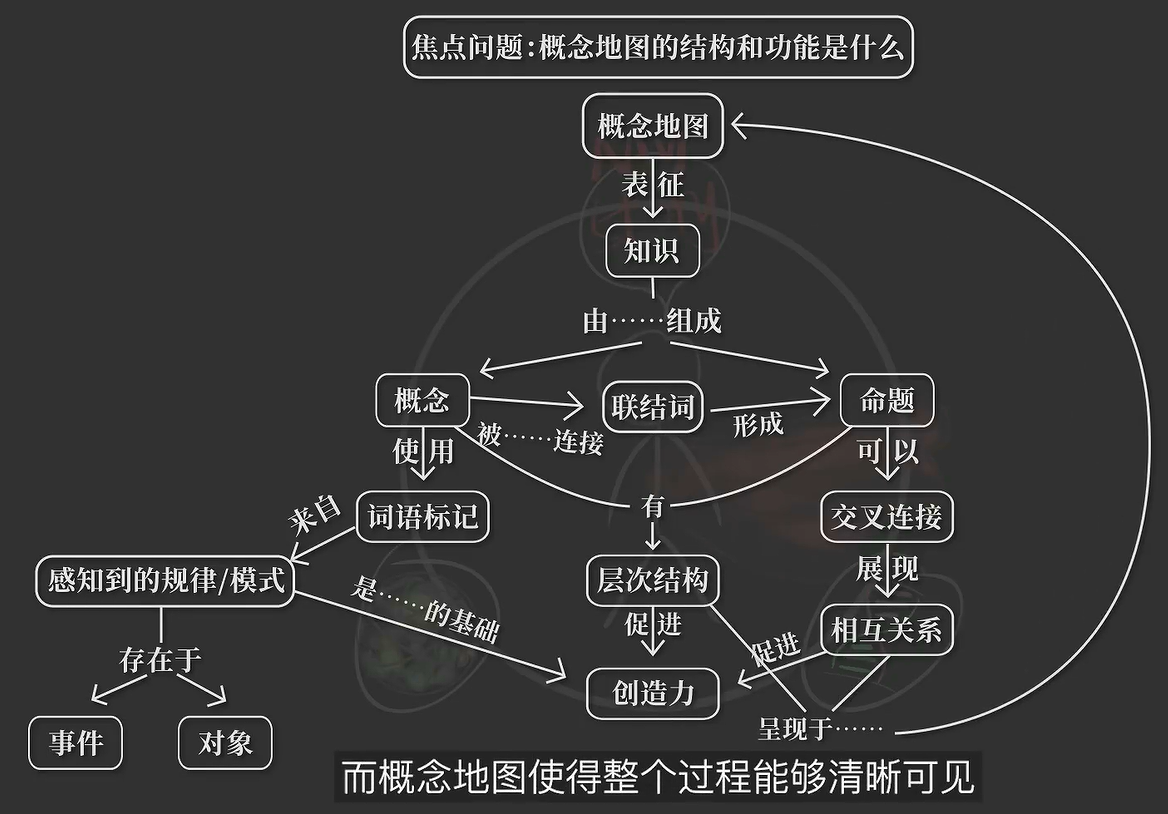 焦点问题:概念地图的结构和功能是什么
概念地图
表征
知识
由……组成
概念
联结词
命题
被……连接
形成
使用
可以
有
来自
词语标记
交叉连接
感知到的规律/模式
是……的基础
层次结构
展现
促进
相互关系
促进
存在于
创造力
事件
对象
呈现于……
而概念地图使得整个过程能够清晰可见